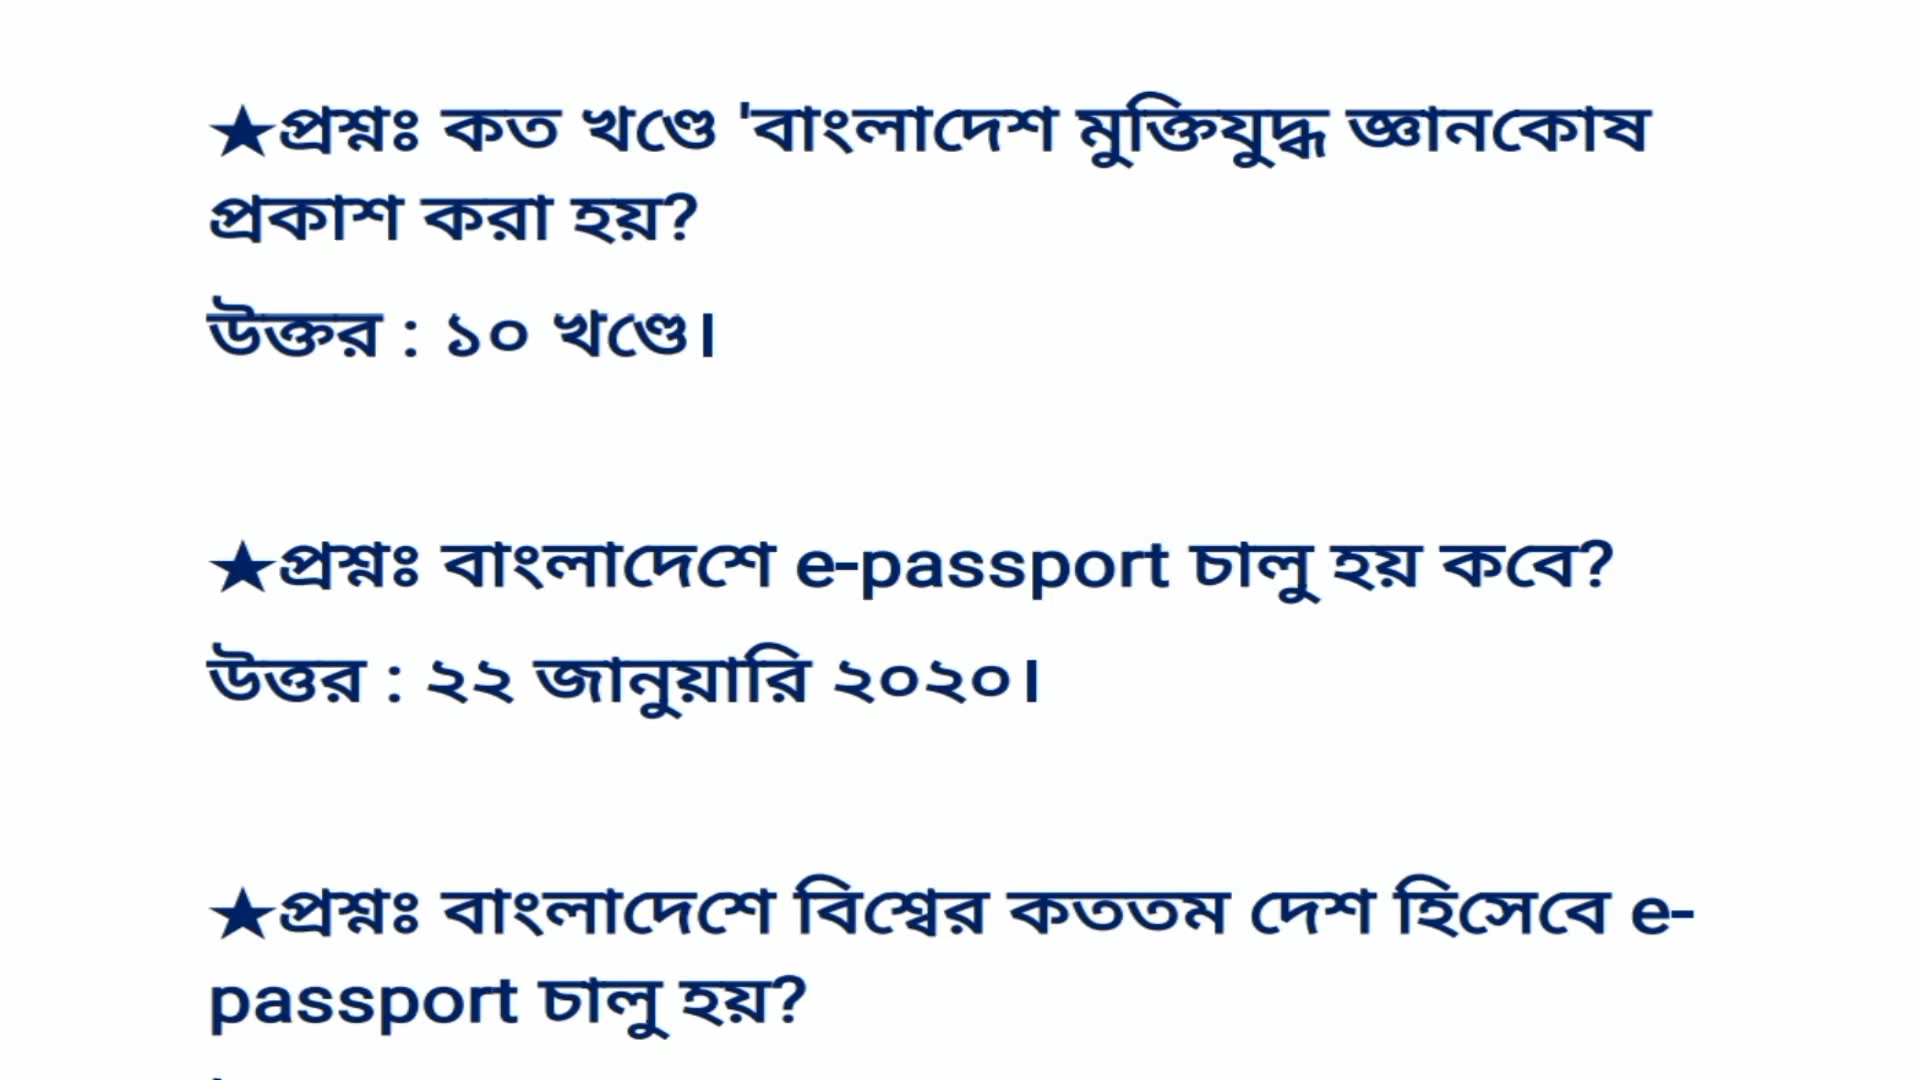 ★প্রশ্নঃ কত খণ্ডে 'বাংলাদেশ মুক্তিযুদ্ধ জ্ঞানকোষ
প্রকাশ করা হয়?
উক্তর : ১০ খণ্ডে।
★প্রশ্নঃ বাংলাদেশে e-passport চালু হয় কবে?
উত্তর : ২২ জানুয়ারি ২০২০।
★প্রশ্নঃ বাংলাদেশে বিশ্বের কততম দেশ হিসেবে e-
passport চালু হয়?